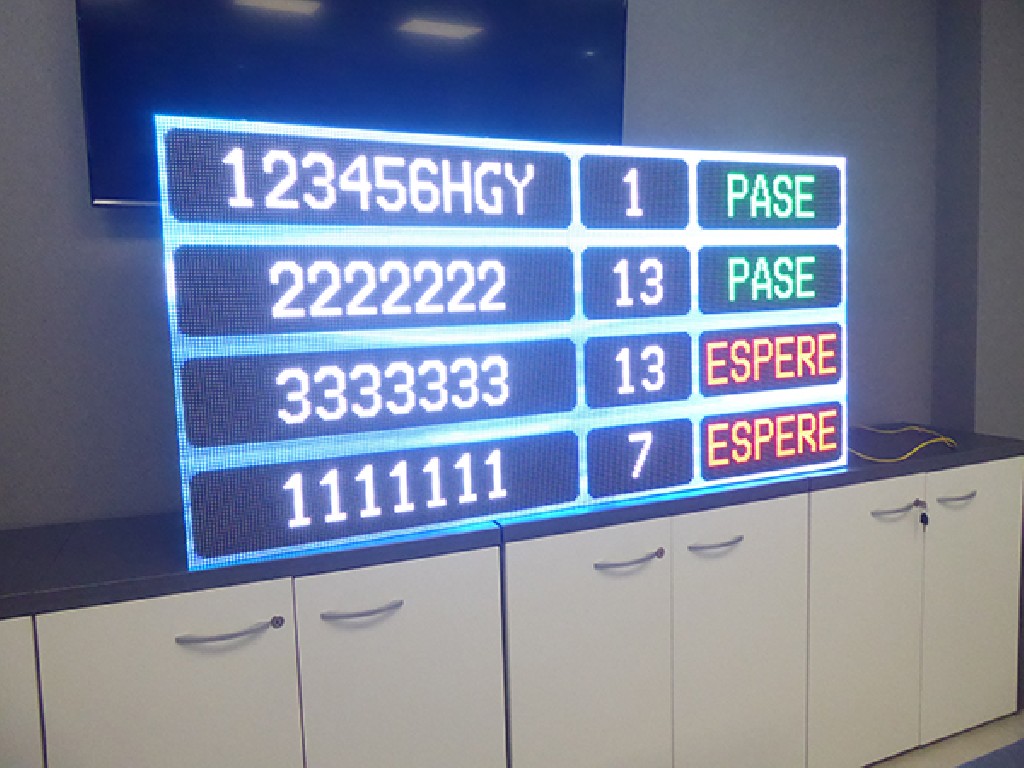 123456HGY 1 PASE
2222222 13 PASE
3333333 13 ESPERE
1111111 7 ESPERE